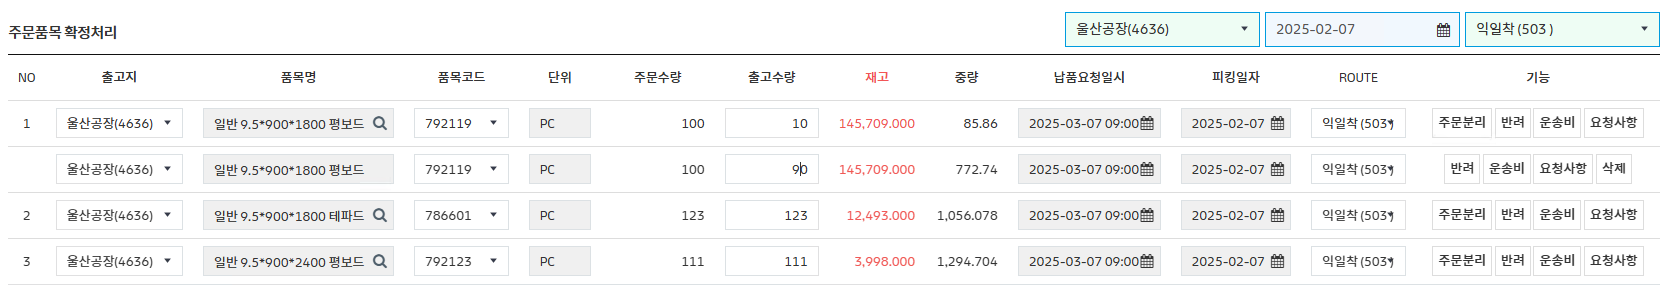 주문품목 확정처리 울산공장(4636) 2025-02-07 익일착 (503 )
NO 출고지 품목명 품목코드 단위 주문수량 출고수량 재고 중량 납품요청일시 피킹일자 ROUTE 기능
1 울산공장(4636) 일반 9.5*900*1800 평보드 792119 PC 100 10 145,709.000 85.86 2025-03-07 09:00 2025-02-07 익일착 (503 주문분리 반려 운송비 요청사항
울산공장(4636) 일반 9.5*900*1800 평보드 792119 PC 100 90 145,709.000 772.74 2025-03-07 09:00 2025-02-07 익일착 (503 반려 운송비 요청사항 삭제
2 울산공장(4636) 일반 9.5*900*1800 테파드 786601 PC 123 123 12,493.000 1,056.078 2025-03-07 09:00 2025-02-07 익일착 (503 주문분리 반려 운송비 요청사항
3 울산공장(4636) 일반 9.5*900*2400 평보드 792123 PC 111 111 3,998.000 1,294.704 2025-03-07 09:00 2025-02-07 익일착 (503 주문분리 반려 운송비 요청사항